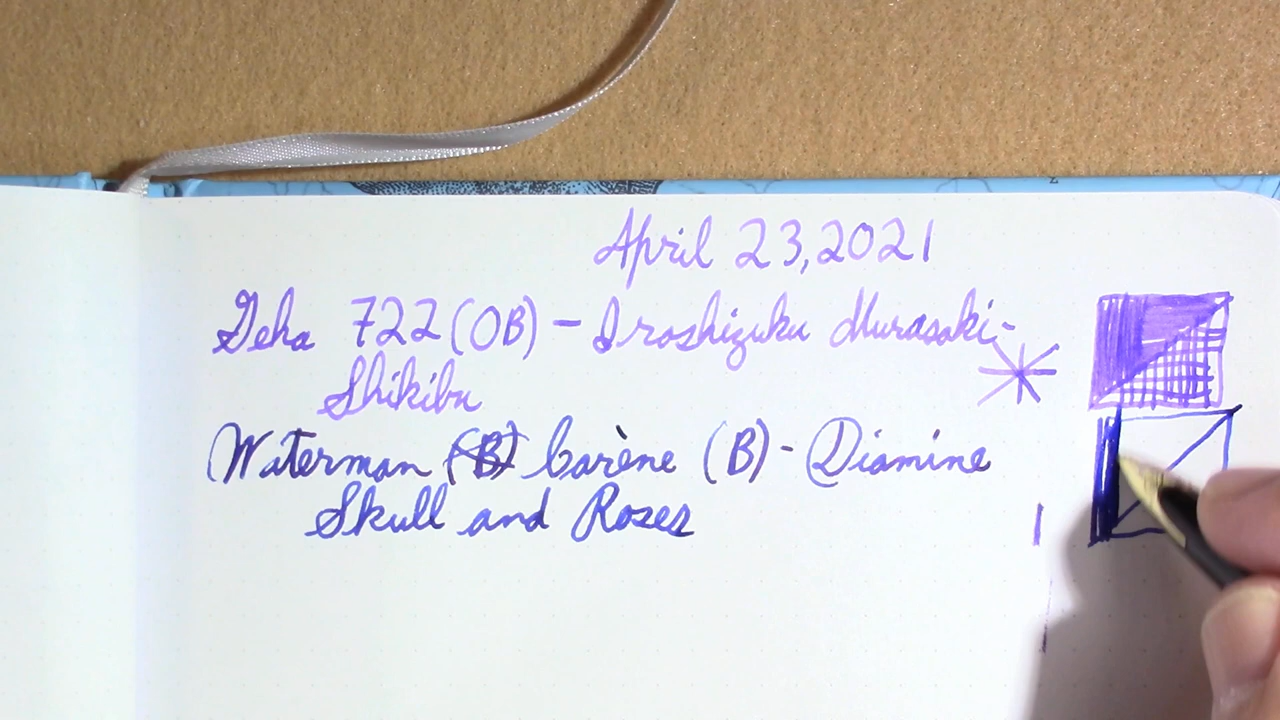 April 23, 2021
Geha 722 (OB) - Iroshizuku Murasaki-
Shikibu
Waterman (B) Carène (B) - Diamine
Skull and Roses